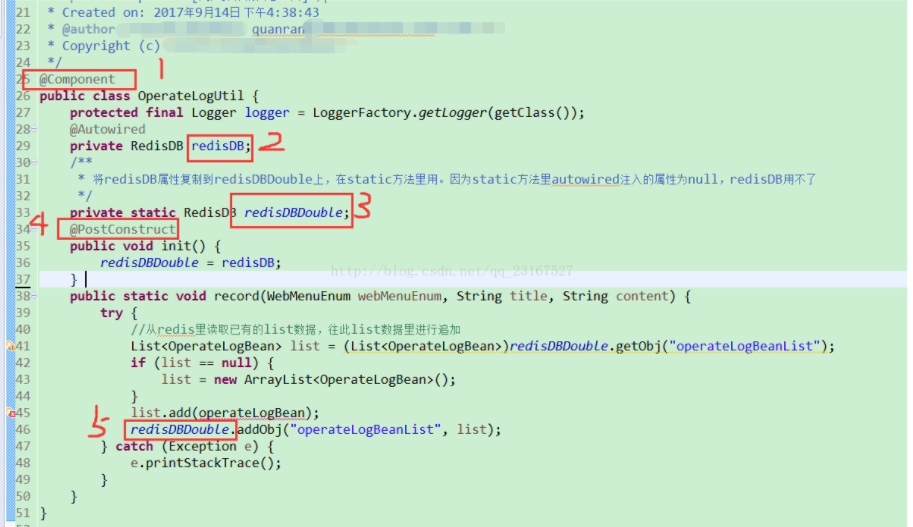 21 * Created on: 2017年9月14日 下午4:38:43
22 * @author quanran
23 * Copyright (c)
24 */
1
25 @Component
26 public class OperateLogUtil {
27 protected final Logger logger = LoggerFactory.getLogger(getClass());
28 @Autowired
29 private RedisDB redisDB; 2
30 /**
31 * 将redisDB属性复制到redisDBDouble上，在static方法里用。因为static方法里autowired注入的属性为null，redisDB用不了
32 */
33 private static RedisDB redisDBDouble; 3
4
34 @PostConstruct
35 public void init() {
36 redisDBDouble = redisDB;
http://blog.csdn.net/qq_23167527
37 }
38 public static void record(WebMenuEnum webMenuEnum, String title, String content) {
39 try {
40 //从redis里读取已有的list数据，往此list数据里进行追加
41 List<OperateLogBean> list = (List<OperateLogBean>)redisDBDouble.getObj("operateLogBeanList");
42 if (list == null) {
43 list = new ArrayList<OperateLogBean>();
44 }
45 list.add(operateLogBean);
5
46 redisDBDouble.addObj("operateLogBeanList", list);
47 } catch (Exception e) {
48 e.printStackTrace();
49 }
50 }
51 }